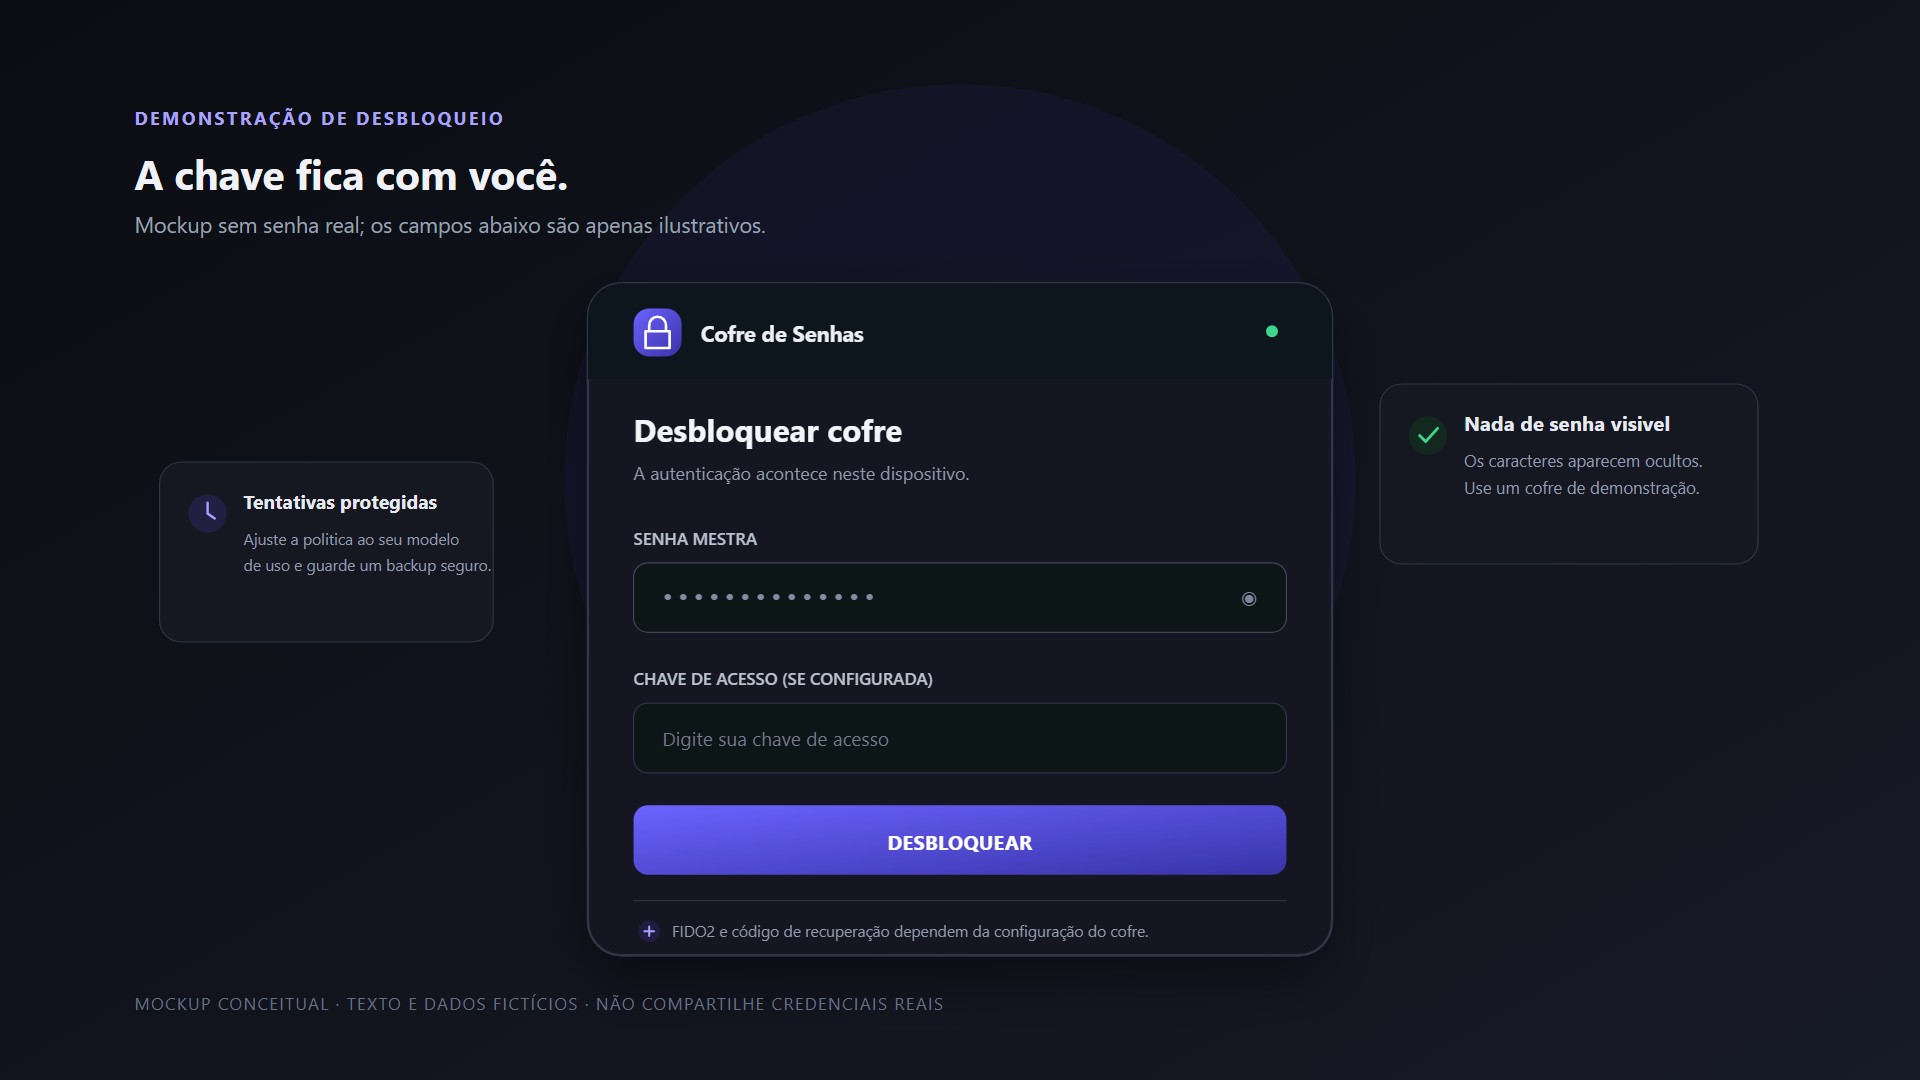 DEMONSTRAÇÃO DE DESBLOQUEIO
A chave fica com você.
Mockup sem senha real; os campos abaixo são apenas ilustrativos.
Cofre de Senhas
Desbloquear cofre
A autenticação acontece neste dispositivo.
SENHA MESTRA
CHAVE DE ACESSO (SE CONFIGURADA)
Digite sua chave de acesso
DESBLOQUEAR
FIDO2 e código de recuperação dependem da configuração do cofre.
Tentativas protegidas
Ajuste a politica ao seu modelo
de uso e guarde um backup seguro.
Nada de senha visivel
Os caracteres aparecem ocultos.
Use um cofre de demonstração.
MOCKUP CONCEITUAL · TEXTO E DADOS FICTÍCIOS · NÃO COMPARTILHE CREDENCIAIS REAIS